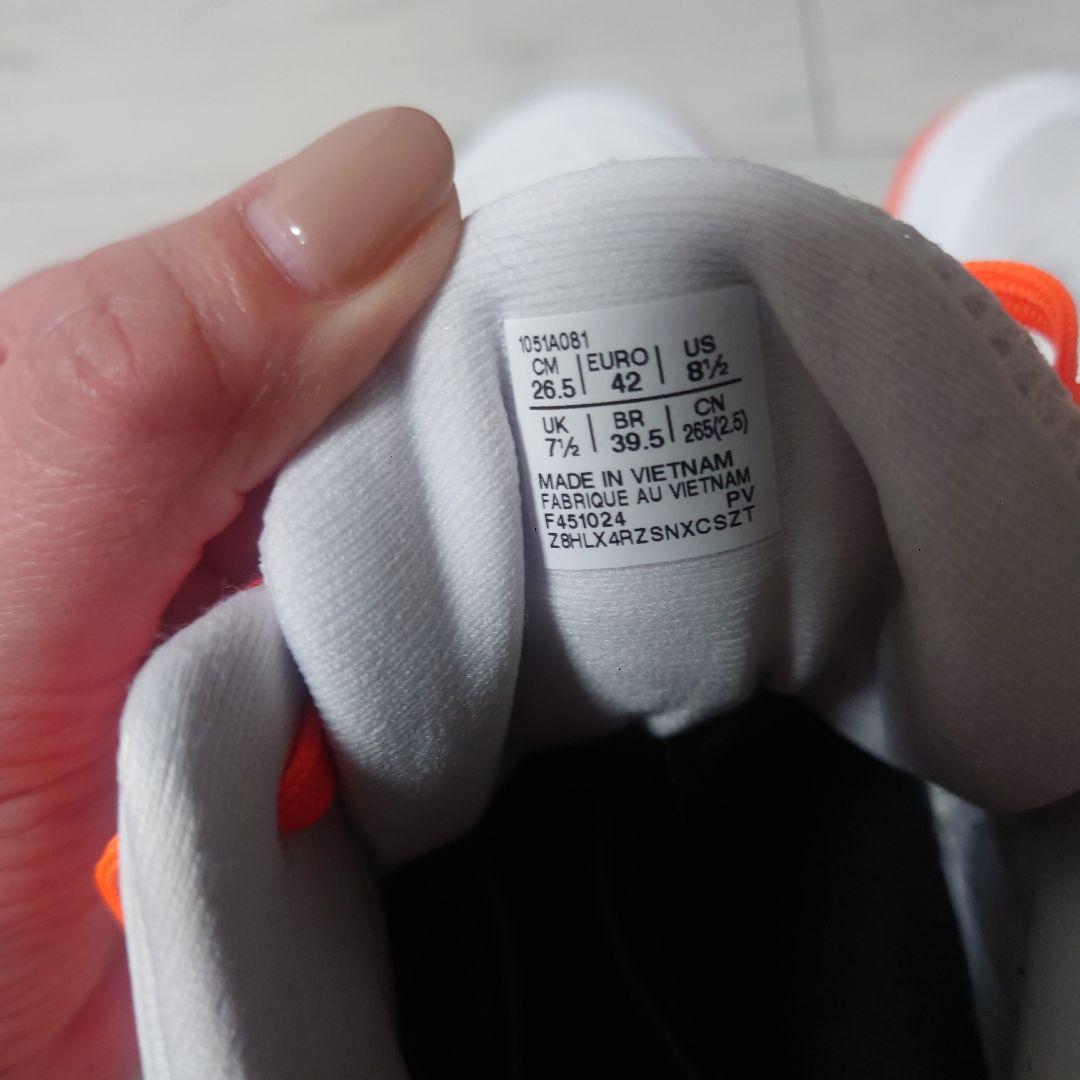 1051A081
CM | EURO | US
26.5 | 42 | 8½
UK | BR | CN
7½ | 39.5 | 265(2.5)
MADE IN VIETNAM
FABRIQUE AU VIETNAM
F451024 PV
Z8HLX4RZSNXCSZT